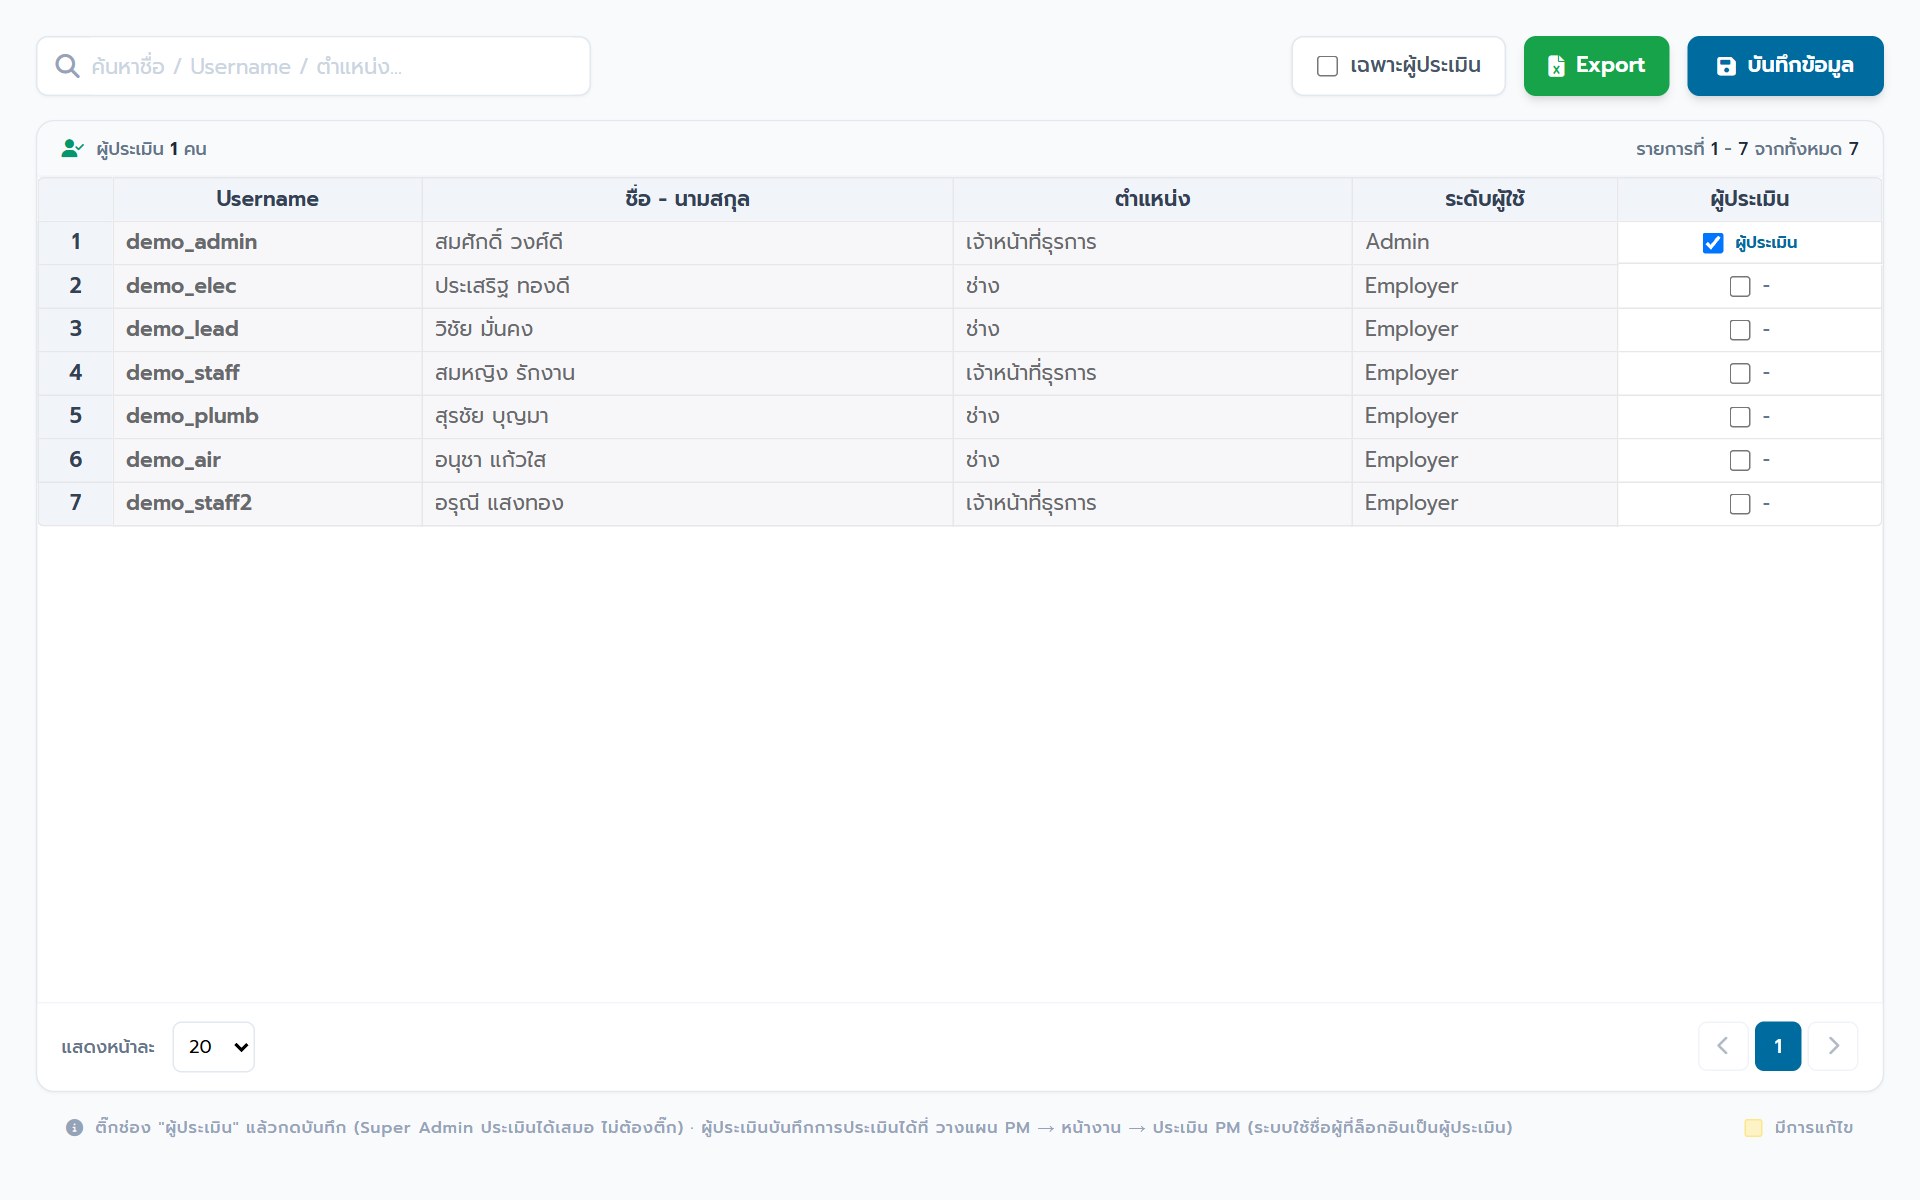 ค้นหาชื่อ / Username / ตำแหน่ง...
เฉพาะผู้ประเมิน
Export
บันทึกข้อมูล
ผู้ประเมิน 1 คน
รายการที่ 1 - 7 จากทั้งหมด 7
Username ชื่อ - นามสกุล ตำแหน่ง ระดับผู้ใช้ ผู้ประเมิน
1 demo_admin สมศักดิ์ วงศ์ดี เจ้าหน้าที่ธุรการ Admin ผู้ประเมิน
2 demo_elec ประเสริฐ ทองดี ช่าง Employer -
3 demo_lead วิชัย มั่นคง ช่าง Employer -
4 demo_staff สมหญิง รักงาน เจ้าหน้าที่ธุรการ Employer -
5 demo_plumb สุรชัย บุญมา ช่าง Employer -
6 demo_air อนุชา แก้วใส ช่าง Employer -
7 demo_staff2 อรุณี แสงทอง เจ้าหน้าที่ธุรการ Employer -
แสดงหน้าละ 20
1
ติ๊กช่อง "ผู้ประเมิน" แล้วกดบันทึก (Super Admin ประเมินได้เสมอ ไม่ต้องติ๊ก) · ผู้ประเมินบันทึกการประเมินได้ที่ วางแผน PM → หน้างาน → ประเมิน PM (ระบบใช้ชื่อผู้ที่ล็อกอินเป็นผู้ประเมิน)
มีการแก้ไข